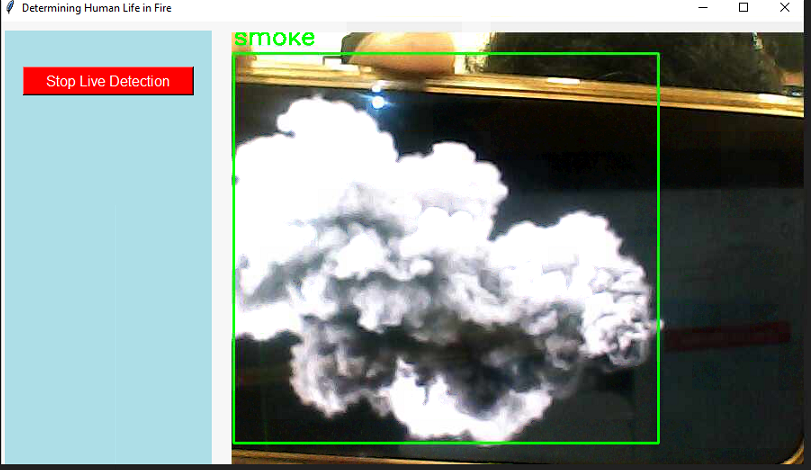 Determining Human Life in Fire
smoke
Stop Live Detection